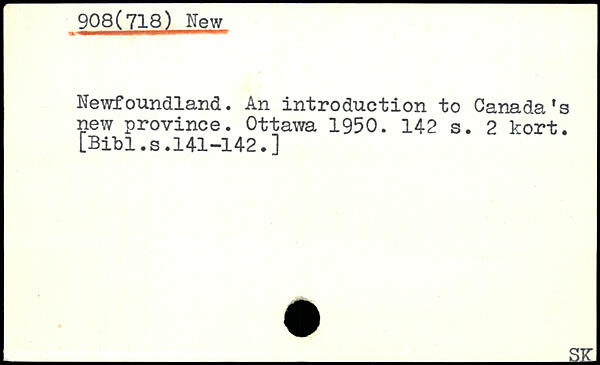 908(718) New
Newfoundland. An introduction to Canada's
new province. Ottawa 1950. 142 s. 2 kort.
[Bibl.s.141-142.]
SK